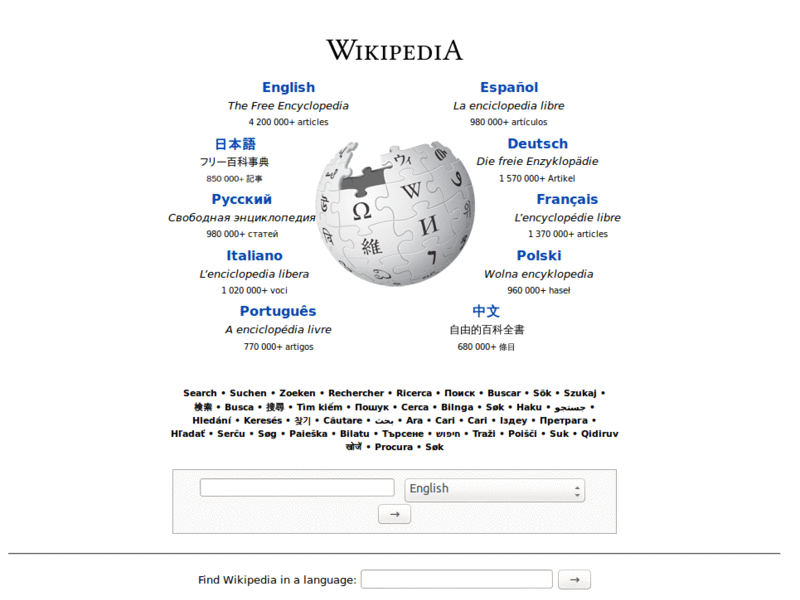 WIKIPEDIA
English
The Free Encyclopedia
4 200 000+ articles
Español
La enciclopedia libre
980 000+ artículos
日本語
フリー百科事典
850 000+ 記事
Deutsch
Die freie Enzyklopädie
1 570 000+ Artikel
Русский
Свободная энциклопедия
980 000+ статей
Français
L'encyclopédie libre
1 370 000+ articles
Italiano
L'enciclopedia libera
1 020 000+ voci
Polski
Wolna encyklopedia
960 000+ haseł
Português
A enciclopédia livre
770 000+ artigos
中文
自由的百科全書
680 000+ 條目
Ω W И 維 ウィ 7
Search • Suchen • Zoeken • Rechercher • Ricerca • Поиск • Buscar • Sök • Szukaj •
検索 • Busca • 搜尋 • Tìm kiếm • Пошук • Cerca • Bilnga • Søk • Haku • جستجو •
Hledání • Keresés • 찾기 • Căutare • بحث • Ara • Cari • Cari • Іздеу • Претрага •
Hľadať • Serĉu • Søg • Paieška • Bilatu • Търсене • חיפוש • Traži • Poišči • Suk • Qidiruv
खोजें • Procura • Søk
English
→
Find Wikipedia in a language:
→